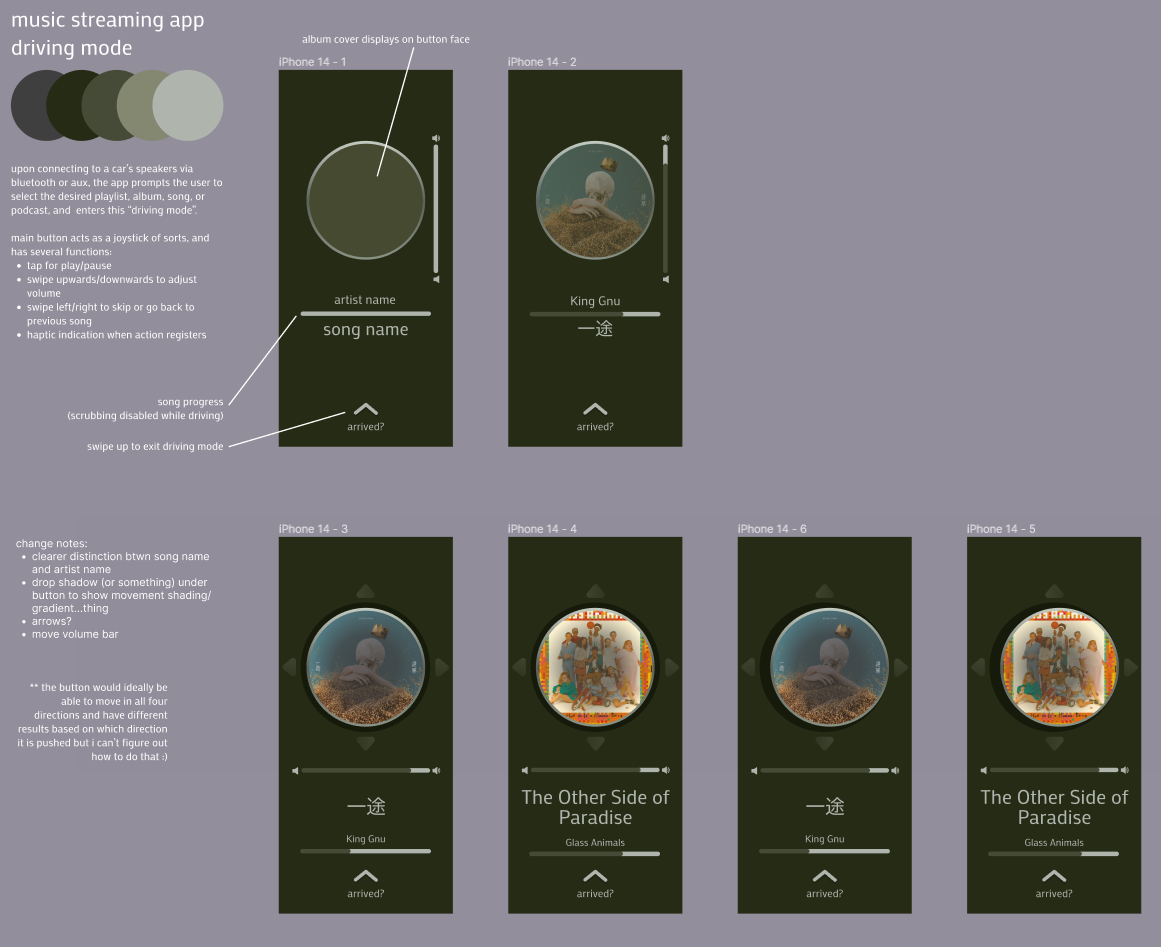 music streaming app
driving mode
album cover displays on button face
iPhone 14 - 1
iPhone 14 - 2
upon connecting to a car's speakers via
bluetooth or aux, the app prompts the user to
select the desired playlist, album, song, or
podcast, and enters this "driving mode".
main button acts as a joystick of sorts, and
has several functions:
• tap for play/pause
• swipe upwards/downwards to adjust
volume
• swipe left/right to skip or go back to
previous song
• haptic indication when action registers
artist name
song name
arrived?
King Gnu
一途
arrived?
song progress
(scrubbing disabled while driving)
swipe up to exit driving mode
iPhone 14 - 3
iPhone 14 - 4
iPhone 14 - 6
iPhone 14 - 5
change notes:
• clearer distinction btwn song name
and artist name
• drop shadow (or something) under
button to show movement shading/
gradient...thing
• arrows?
• move volume bar
** the button would ideally be
able to move in all four
directions and have different
results based on which direction
it is pushed but i can't figure out
how to do that :)
一途
King Gnu
arrived?
The Other Side of
Paradise
Glass Animals
arrived?
一途
King Gnu
arrived?
The Other Side of
Paradise
Glass Animals
arrived?